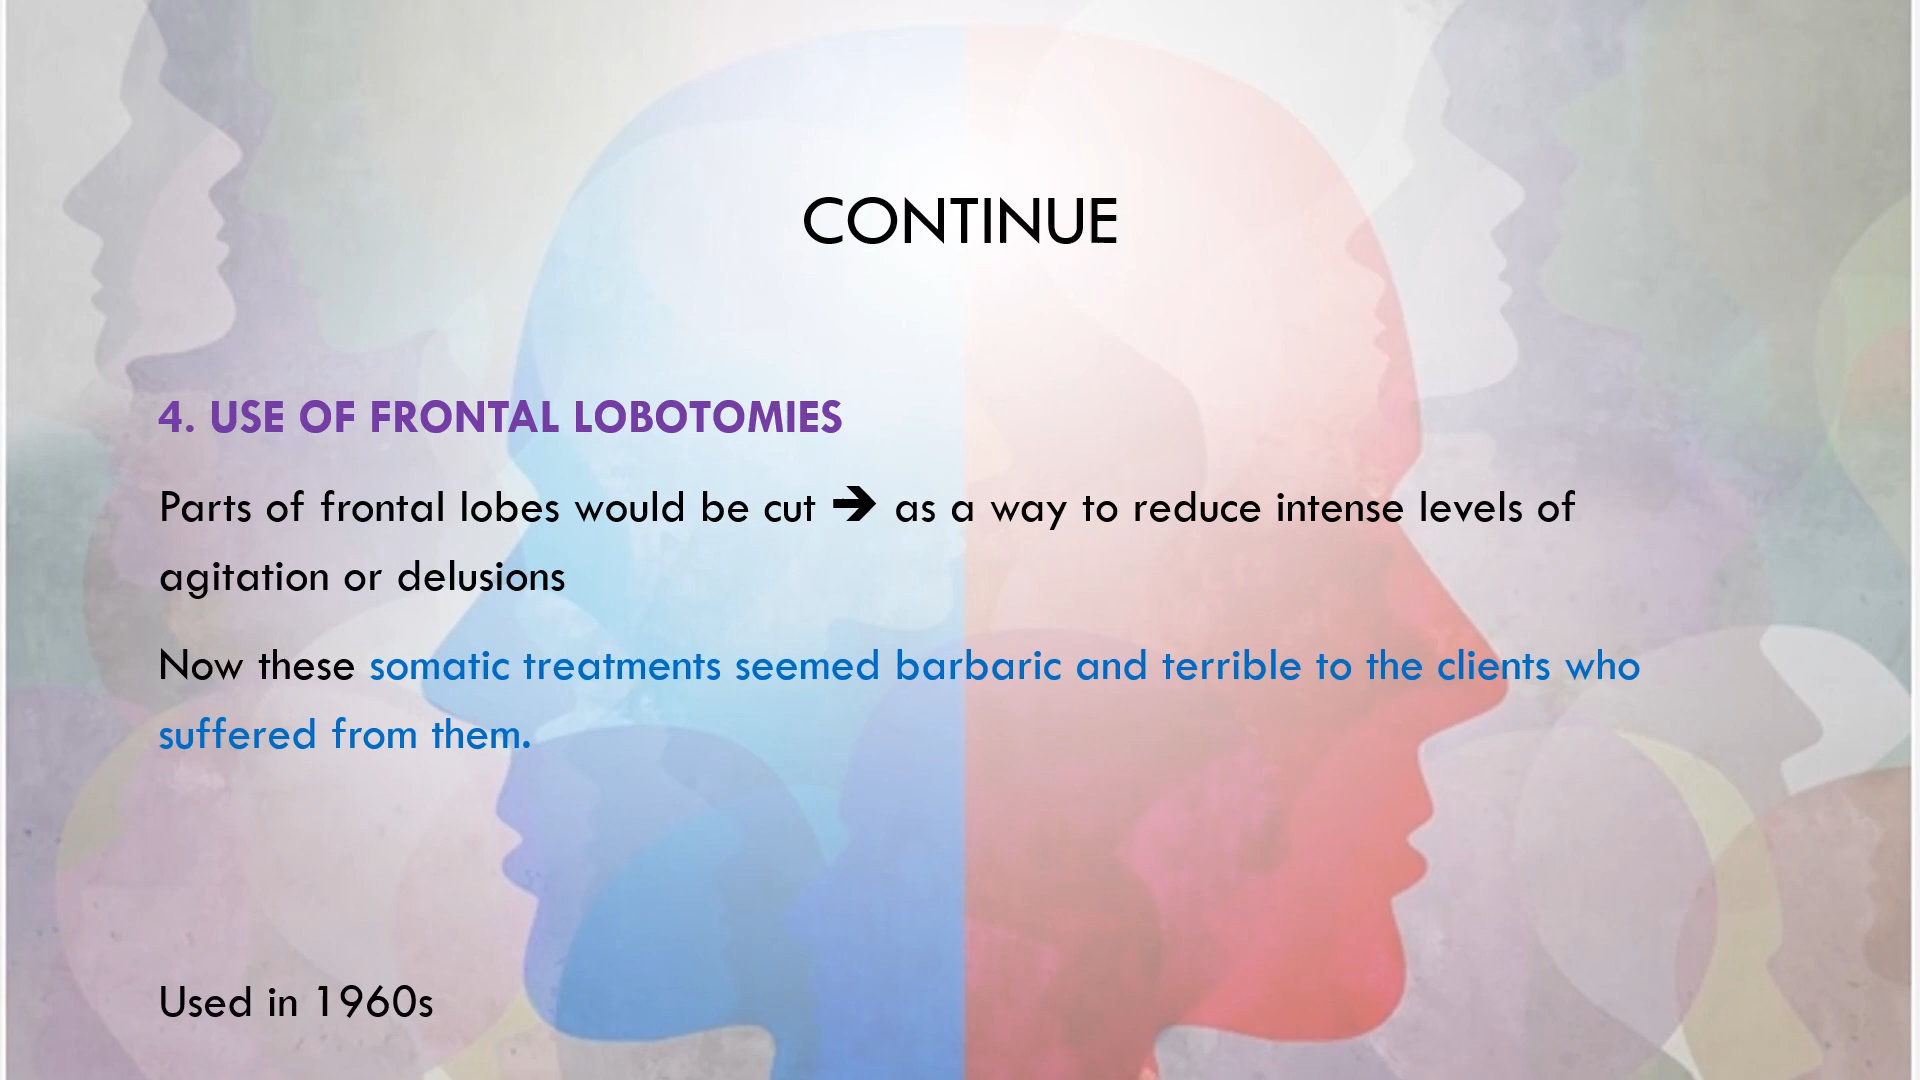 CONTINUE
4. USE OF FRONTAL LOBOTOMIES
Parts of frontal lobes would be cut 🡺 as a way to reduce intense levels of
agitation or delusions
Now these somatic treatments seemed barbaric and terrible to the clients who
suffered from them.
Used in 1960s